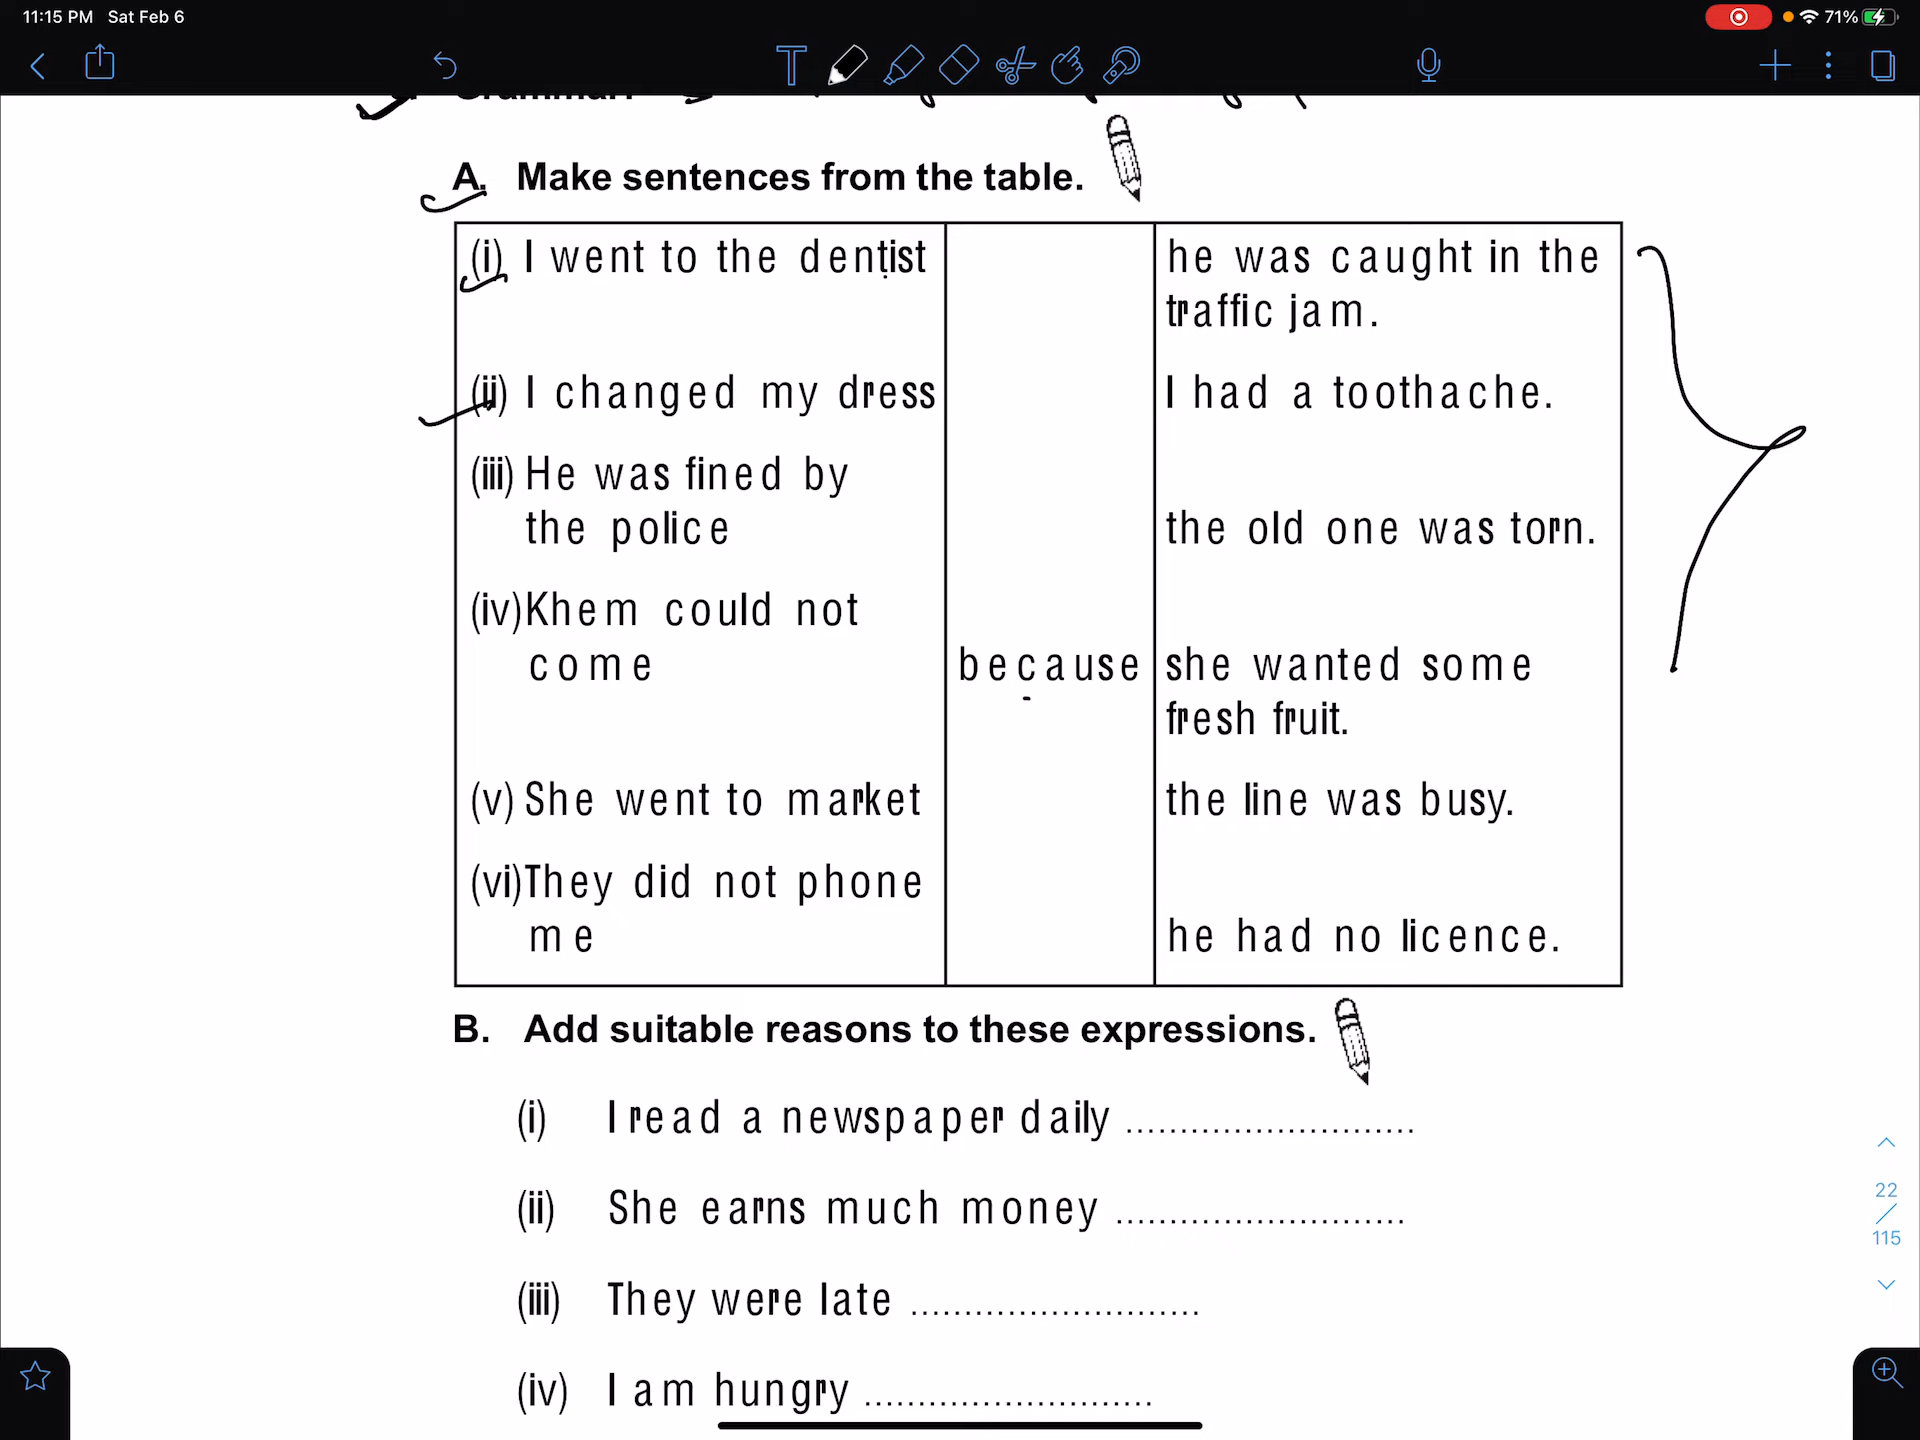 11:15 PM Sat Feb 6
71%
Grammar:
A. Make sentences from the table.
(i) I went to the dentist
he was caught in the
traffic jam.
(ii) I changed my dress
I had a toothache.
(iii) He was fined by
the police
the old one was torn.
(iv) Khem could not
come
because
she wanted some
fresh fruit.
(v) She went to market
the line was busy.
(vi) They did not phone
me
he had no licence.
B. Add suitable reasons to these expressions.
(i) I read a newspaper daily ...........................
(ii) She earns much money ...........................
(iii) They were late ...........................
(iv) I am hungry ...........................
22
/
115